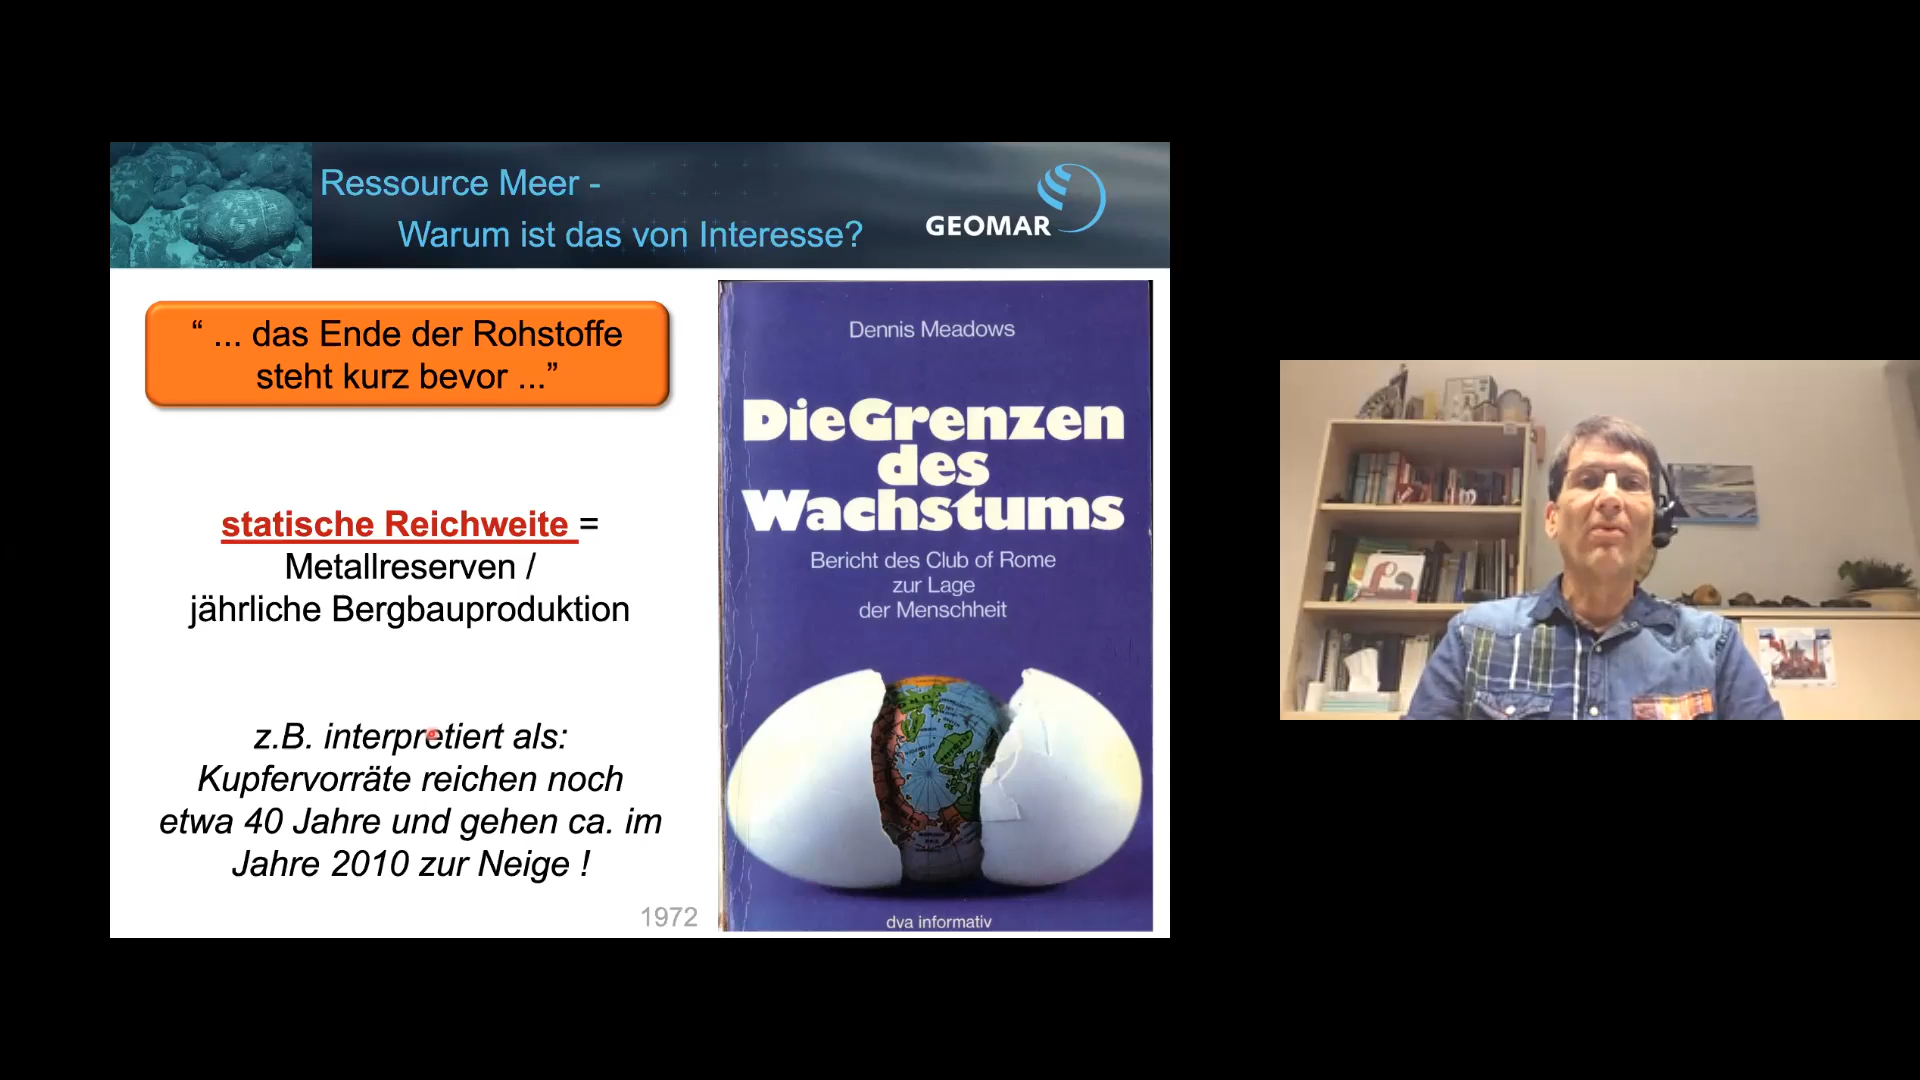 Ressource Meer -
Warum ist das von Interesse?
GEOMAR
“ ... das Ende der Rohstoffe
steht kurz bevor ...”
statische Reichweite =
Metallreserven /
jährliche Bergbauproduktion
z.B. interpretiert als:
Kupfervorräte reichen noch
etwa 40 Jahre und gehen ca. im
Jahre 2010 zur Neige !
1972
Dennis Meadows
Die Grenzen
des
Wachstums
Bericht des Club of Rome
zur Lage
der Menschheit
dva informativ